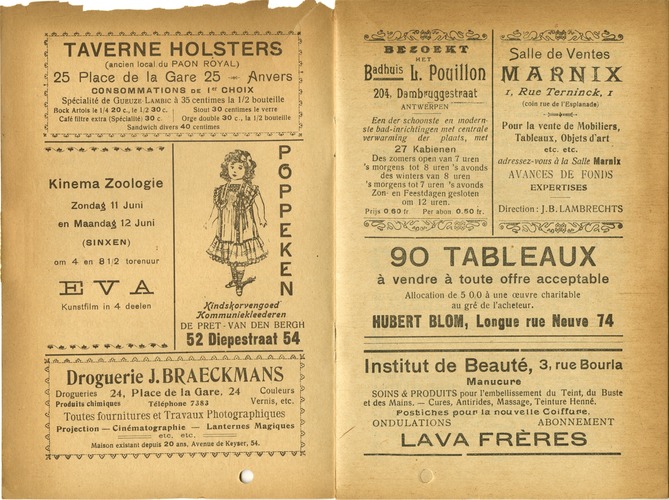 TAVERNE HOLSTERS
(ancien local du PAON ROYAL)
25 Place de la Gare 25 — Anvers
CONSOMMATIONS DE 1er CHOIX
Spécialité de GUEUZE-LAMBIC à 35 centimes la 1/2 bouteille
Bock Artois le 1/4 20 c., le 1/2 30 c.
Stout 30 centimes le verre
Café filtre extra (Spécialité) 30 c.
Orge double 30 c., la 1/2 bouteille
Sandwich divers 40 centimes
Kinema Zoologie
Zondag 11 Juni
en Maandag 12 Juni
(SINXEN)
om 4 en 8 1/2 torenuur
EVA
Kunstfilm in 4 deelen
POPPEKEN
Kindskorvengoed
Kommuniekleederen
DE PRET-VAN DEN BERGH
52 Diepestraat 54
Droguerie J. BRAECKMANS
Drogueries 24, Place de la Gare, 24 Couleurs
Produits chimiques Téléphone 7383 Vernis, etc.
Toutes fournitures et Travaux Photographiques
Projection — Cinématographie — Lanternes Magiques
etc, etc.
Maison existant depuis 20 ans, Avenue de Keyser, 54.
BEZOEKT
HET
Badhuis L. Pouillon
204, Dambruggestraat
ANTWERPEN
Een der schoonste en modern-
ste bad-inrichtingen met centrale
verwarming der plaats, met
27 Kabienen
Des zomers open van 7 uren
's morgens tot 8 uren 's avonds
des winters van 8 uren
's morgens tot 7 uren 's avonds
Zon- en Feestdagen gesloten
om 12 uren.
Prijs 0.60 fr Per abon 0.50 fr.
Salle de Ventes
MARNIX
1, Rue Terninck, 1
(coin rue de l'Esplanade)
Pour la vente de Mobiliers,
Tableaux, Objets d'art
etc. etc.
adressez-vous à la Salle Marnix
AVANCES DE FONDS
EXPERTISES
Direction: J.B. LAMBRECHTS
90 TABLEAUX
à vendre à toute offre acceptable
Allocation de 5 0/0 à une œuvre charitable
au gré de l'acheteur.
HUBERT BLOM, Longue rue Neuve 74
Institut de Beauté, 3, rue Bourla
Manucure
SOINS & PRODUITS pour l'embellissement du Teint, du Buste
et des Mains. — Cures, Antirides, Massage, Teinture Henné.
Postiches pour la nouvelle Coiffure.
ONDULATIONS ABONNEMENT
LAVA FRÈRES